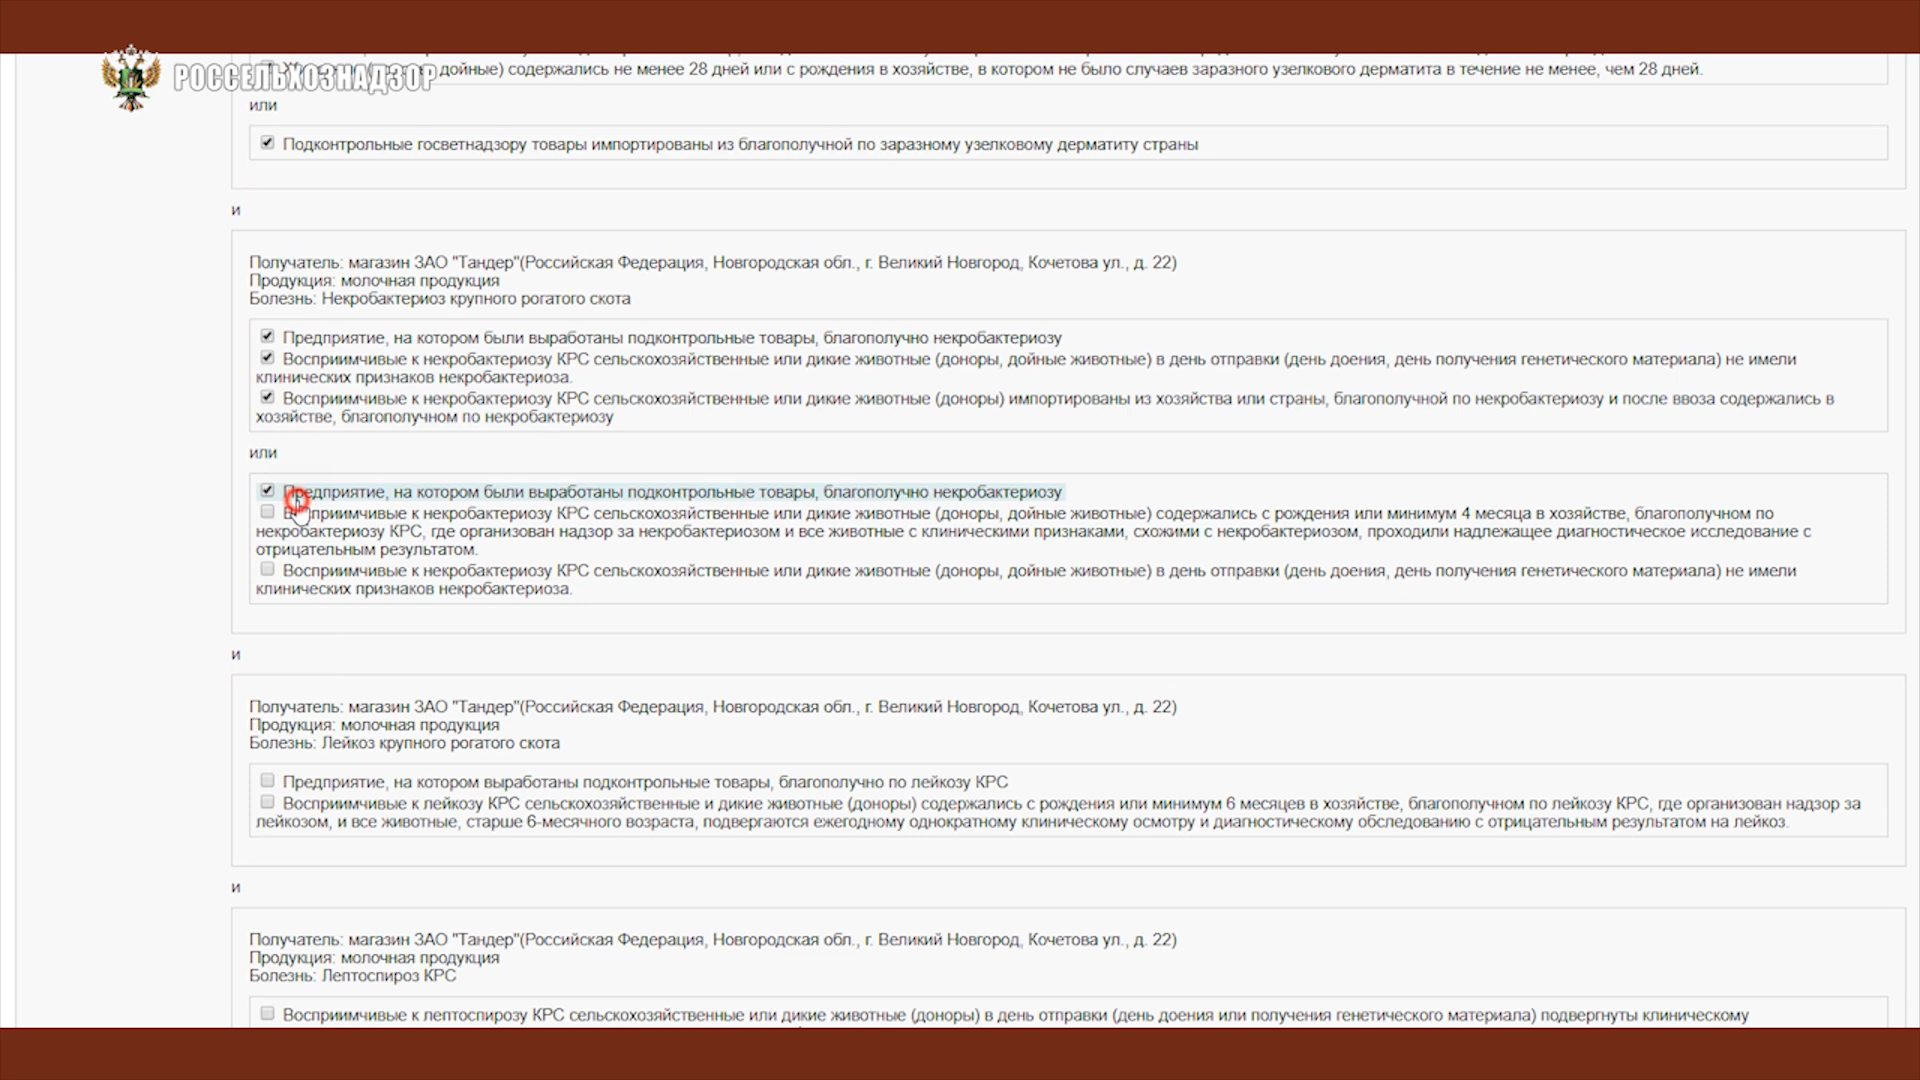 РОССЕЛЬХОЗНАДЗОР
дойные) содержались не менее 28 дней или с рождения в хозяйстве, в котором не было случаев заразного узелкового дерматита в течение не менее, чем 28 дней.
или
Подконтрольные госветнадзору товары импортированы из благополучной по заразному узелковому дерматиту страны
и
Получатель: магазин ЗАО "Тандер"(Российская Федерация, Новгородская обл., г. Великий Новгород, Кочетова ул., д. 22)
Продукция: молочная продукция
Болезнь: Некробактериоз крупного рогатого скота
Предприятие, на котором были выработаны подконтрольные товары, благополучно некробактериозу
Восприимчивые к некробактериозу КРС сельскохозяйственные или дикие животные (доноры, дойные животные) в день отправки (день доения, день получения генетического материала) не имели
клинических признаков некробактериоза.
Восприимчивые к некробактериозу КРС сельскохозяйственные или дикие животные (доноры) импортированы из хозяйства или страны, благополучной по некробактериозу и после ввоза содержались в
хозяйстве, благополучном по некробактериозу
или
Предприятие, на котором были выработаны подконтрольные товары, благополучно некробактериозу
Восприимчивые к некробактериозу КРС сельскохозяйственные или дикие животные (доноры, дойные животные) содержались с рождения или минимум 4 месяца в хозяйстве, благополучном по
некробактериозу КРС, где организован надзор за некробактериозом и все животные с клиническими признаками, схожими с некробактериозом, проходили надлежащее диагностическое исследование с
отрицательным результатом.
Восприимчивые к некробактериозу КРС сельскохозяйственные или дикие животные (доноры, дойные животные) в день отправки (день доения, день получения генетического материала) не имели
клинических признаков некробактериоза.
и
Получатель: магазин ЗАО "Тандер"(Российская Федерация, Новгородская обл., г. Великий Новгород, Кочетова ул., д. 22)
Продукция: молочная продукция
Болезнь: Лейкоз крупного рогатого скота
Предприятие, на котором выработаны подконтрольные товары, благополучно по лейкозу КРС
Восприимчивые к лейкозу КРС сельскохозяйственные и дикие животные (доноры) содержались с рождения или минимум 6 месяцев в хозяйстве, благополучном по лейкозу КРС, где организован надзор за
лейкозом, и все животные, старше 6-месячного возраста, подвергаются ежегодному однократному клиническому осмотру и диагностическому обследованию с отрицательным результатом на лейкоз.
и
Получатель: магазин ЗАО "Тандер"(Российская Федерация, Новгородская обл., г. Великий Новгород, Кочетова ул., д. 22)
Продукция: молочная продукция
Болезнь: Лептоспироз КРС
Восприимчивые к лептоспирозу КРС сельскохозяйственные или дикие животные (доноры) в день отправки (день доения или получения генетического материала) подвергнуты клиническому